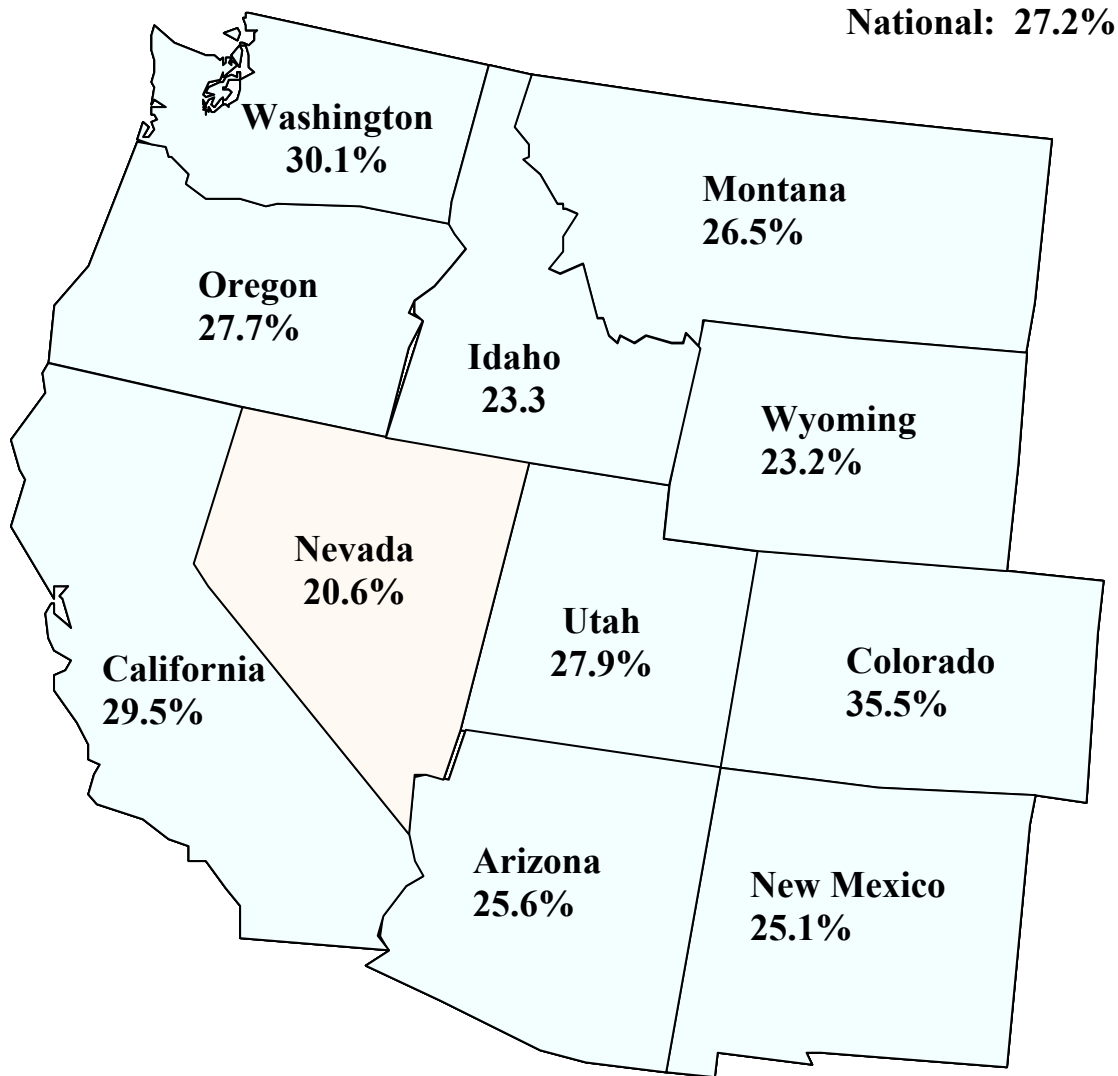 National: 27.2%
Washington
30.1%
Montana
26.5%
Oregon
27.7%
Idaho
23.3
Wyoming
23.2%
Nevada
20.6%
Utah
27.9%
Colorado
35.5%
California
29.5%
Arizona
25.6%
New Mexico
25.1%